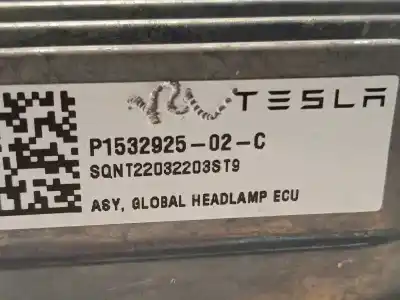 TESLA
P1532925-02-C
SQNT22032203ST9
ASY, GLOBAL HEADLAMP ECU